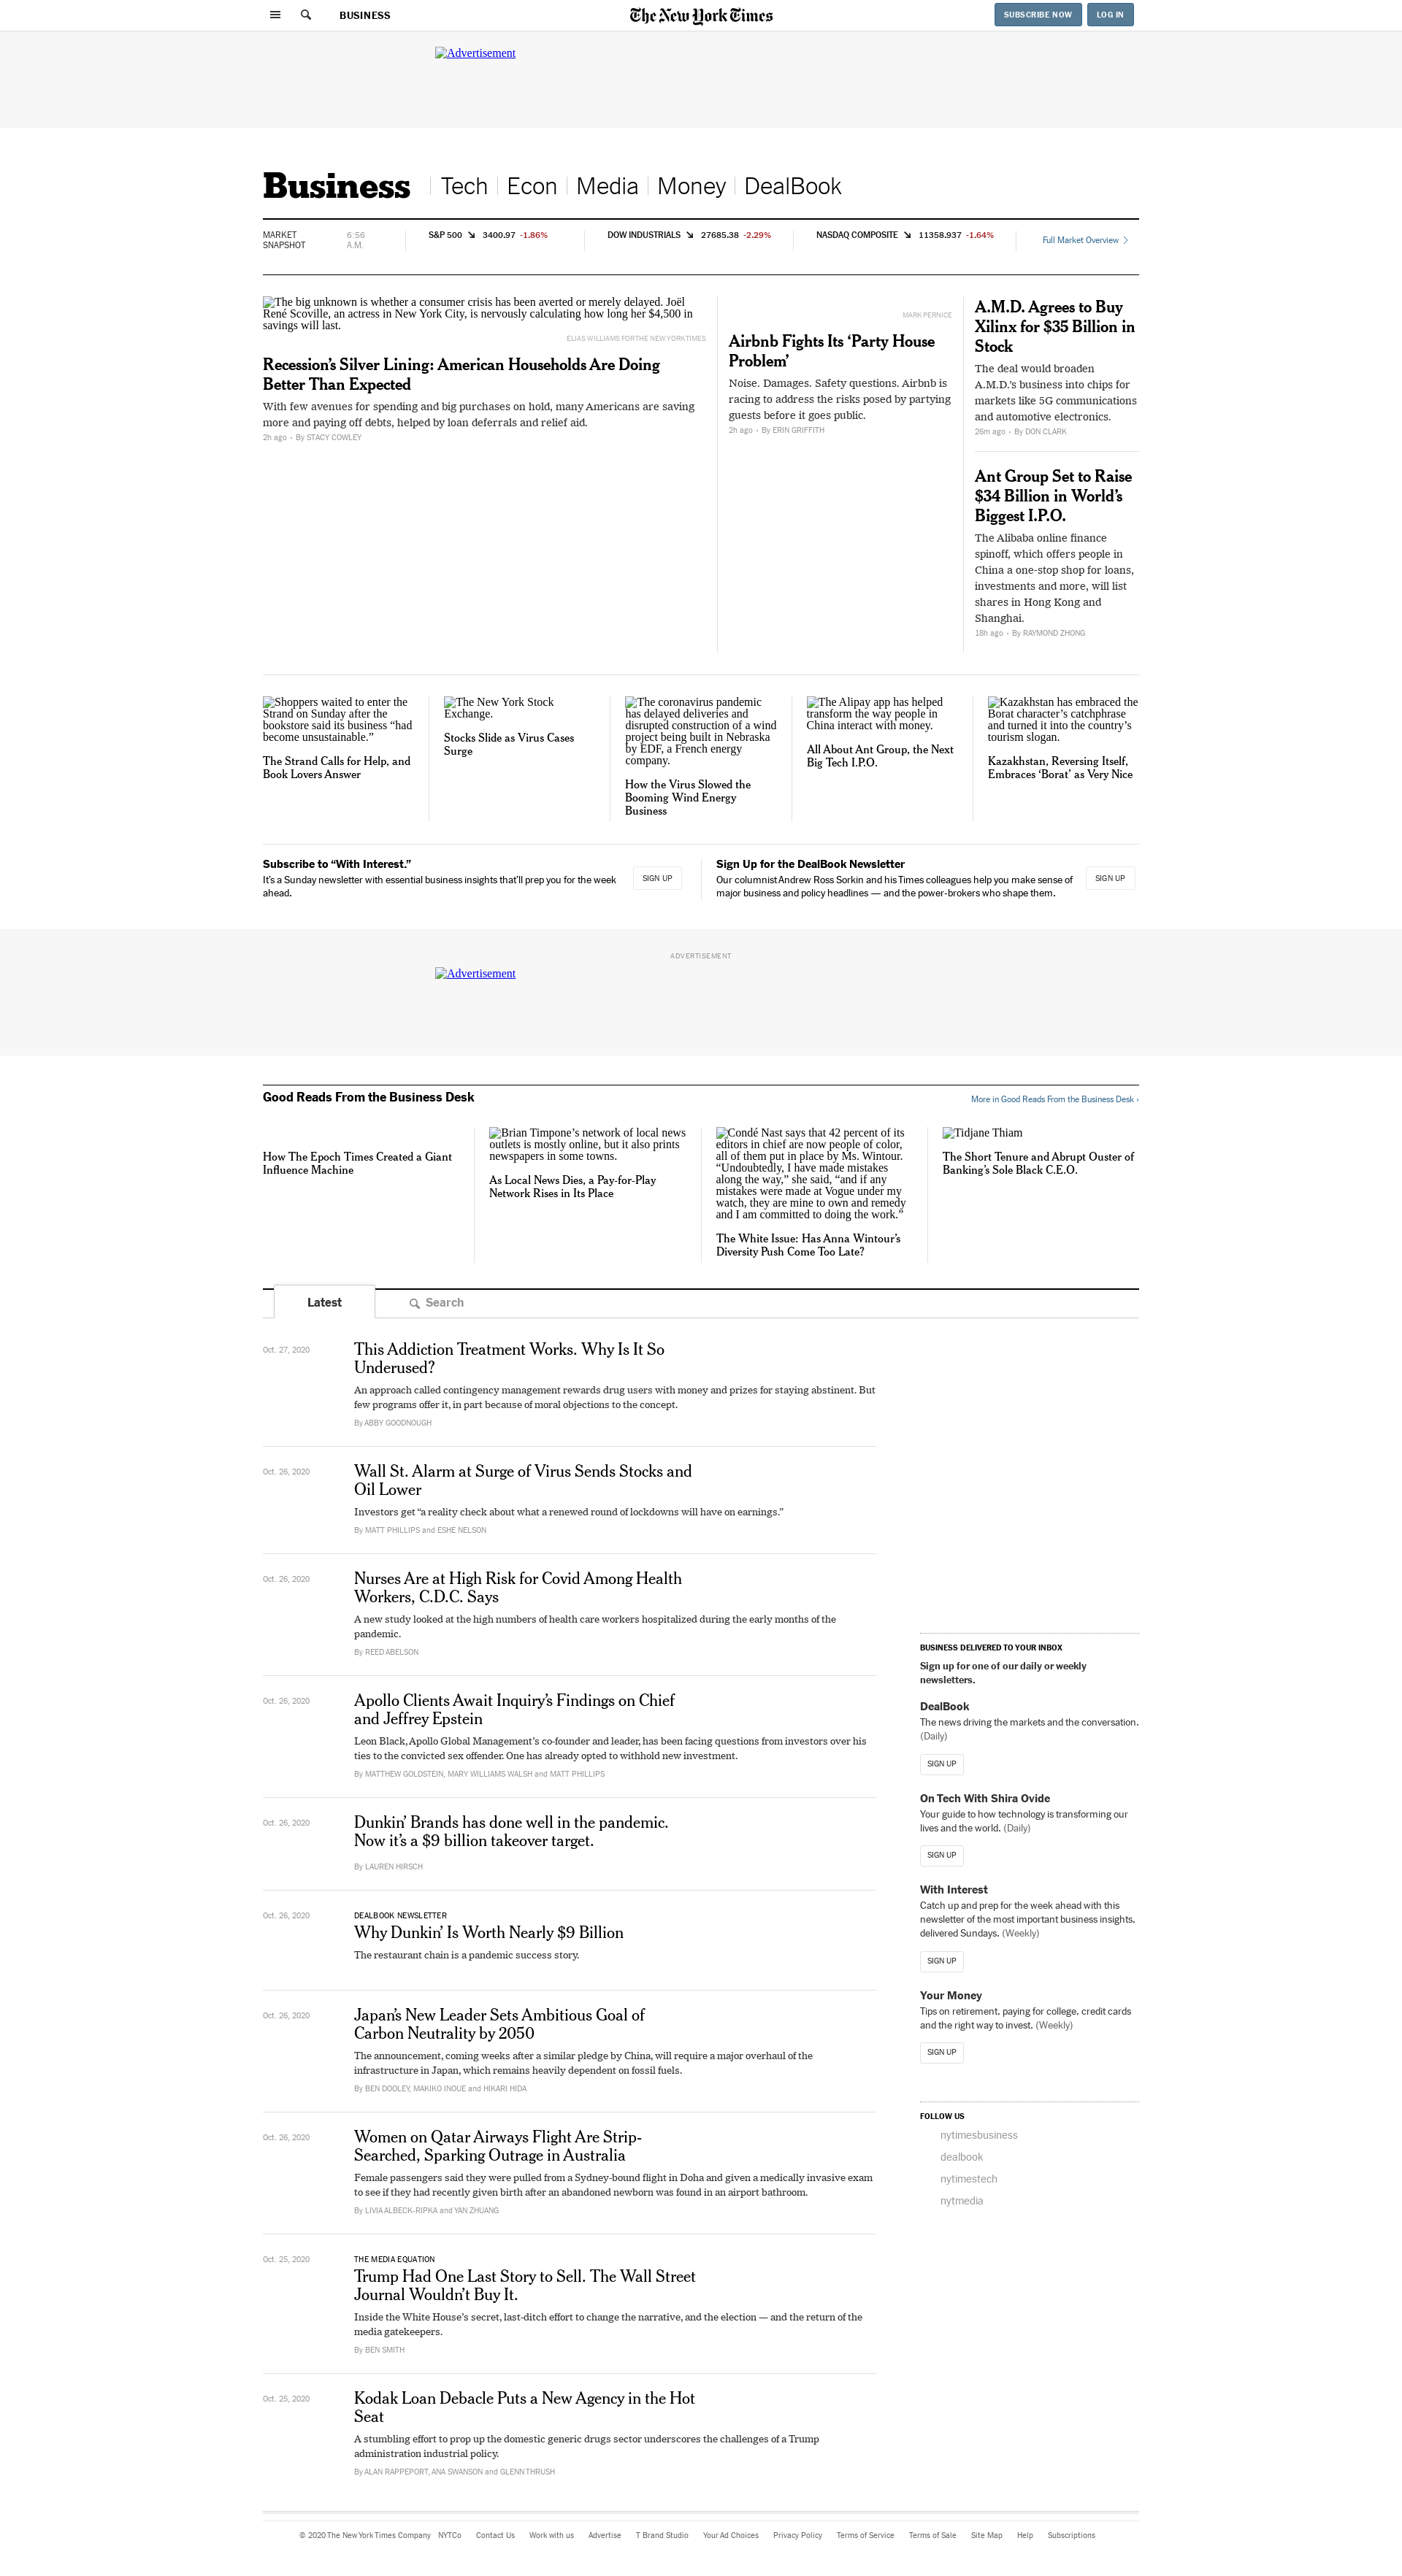 BUSINESS
The New York Times
SUBSCRIBE NOW
LOG IN
Advertisement
Business
Tech
Econ
Media
Money
DealBook
MARKET
SNAPSHOT
6:56
A.M.
S&P 500 3400.97 -1.86%
DOW INDUSTRIALS 27685.38 -2.29%
NASDAQ COMPOSITE 11358.937 -1.64%
Full Market Overview
The big unknown is whether a consumer crisis has been averted or merely delayed. Joël
René Scoville, an actress in New York City, is nervously calculating how long her $4,500 in
savings will last.
ELIAS WILLIAMS FOR THE NEW YORK TIMES
Recession’s Silver Lining: American Households Are Doing
Better Than Expected
With few avenues for spending and big purchases on hold, many Americans are saving
more and paying off debts, helped by loan deferrals and relief aid.
2h ago • By STACY COWLEY
MARK PERNICE
Airbnb Fights Its ‘Party House
Problem’
Noise. Damages. Safety questions. Airbnb is
racing to address the risks posed by partying
guests before it goes public.
2h ago • By ERIN GRIFFITH
A.M.D. Agrees to Buy
Xilinx for $35 Billion in
Stock
The deal would broaden
A.M.D.’s business into chips for
markets like 5G communications
and automotive electronics.
26m ago • By DON CLARK
Ant Group Set to Raise
$34 Billion in World’s
Biggest I.P.O.
The Alibaba online finance
spinoff, which offers people in
China a one-stop shop for loans,
investments and more, will list
shares in Hong Kong and
Shanghai.
18h ago • By RAYMOND ZHONG
Shoppers waited to enter the
Strand on Sunday after the
bookstore said its business “had
become unsustainable.”
The Strand Calls for Help, and
Book Lovers Answer
The New York Stock
Exchange.
Stocks Slide as Virus Cases
Surge
The coronavirus pandemic
has delayed deliveries and
disrupted construction of a wind
project being built in Nebraska
by EDF, a French energy
company.
How the Virus Slowed the
Booming Wind Energy
Business
The Alipay app has helped
transform the way people in
China interact with money.
All About Ant Group, the Next
Big Tech I.P.O.
Kazakhstan has embraced the
Borat character’s catchphrase
and turned it into the country’s
tourism slogan.
Kazakhstan, Reversing Itself,
Embraces ‘Borat’ as Very Nice
Subscribe to “With Interest.”
It’s a Sunday newsletter with essential business insights that’ll prep you for the week
ahead.
SIGN UP
Sign Up for the DealBook Newsletter
Our columnist Andrew Ross Sorkin and his Times colleagues help you make sense of
major business and policy headlines — and the power-brokers who shape them.
SIGN UP
ADVERTISEMENT
Advertisement
Good Reads From the Business Desk
More in Good Reads From the Business Desk ›
How The Epoch Times Created a Giant
Influence Machine
Brian Timpone’s network of local news
outlets is mostly online, but it also prints
newspapers in some towns.
As Local News Dies, a Pay-for-Play
Network Rises in Its Place
Condé Nast says that 42 percent of its
editors in chief are now people of color,
all of them put in place by Ms. Wintour.
“Undoubtedly, I have made mistakes
along the way,” she said, “and if any
mistakes were made at Vogue under my
watch, they are mine to own and remedy
and I am committed to doing the work.”
The White Issue: Has Anna Wintour’s
Diversity Push Come Too Late?
Tidjane Thiam
The Short Tenure and Abrupt Ouster of
Banking’s Sole Black C.E.O.
Latest
Search
Oct. 27, 2020
This Addiction Treatment Works. Why Is It So
Underused?
An approach called contingency management rewards drug users with money and prizes for staying abstinent. But
few programs offer it, in part because of moral objections to the concept.
By ABBY GOODNOUGH
Oct. 26, 2020
Wall St. Alarm at Surge of Virus Sends Stocks and
Oil Lower
Investors get “a reality check about what a renewed round of lockdowns will have on earnings.”
By MATT PHILLIPS and ESHE NELSON
Oct. 26, 2020
Nurses Are at High Risk for Covid Among Health
Workers, C.D.C. Says
A new study looked at the high numbers of health care workers hospitalized during the early months of the
pandemic.
By REED ABELSON
Oct. 26, 2020
Apollo Clients Await Inquiry’s Findings on Chief
and Jeffrey Epstein
Leon Black, Apollo Global Management’s co-founder and leader, has been facing questions from investors over his
ties to the convicted sex offender. One has already opted to withhold new investment.
By MATTHEW GOLDSTEIN, MARY WILLIAMS WALSH and MATT PHILLIPS
Oct. 26, 2020
Dunkin’ Brands has done well in the pandemic.
Now it’s a $9 billion takeover target.
By LAUREN HIRSCH
Oct. 26, 2020
DEALBOOK NEWSLETTER
Why Dunkin’ Is Worth Nearly $9 Billion
The restaurant chain is a pandemic success story.
Oct. 26, 2020
Japan’s New Leader Sets Ambitious Goal of
Carbon Neutrality by 2050
The announcement, coming weeks after a similar pledge by China, will require a major overhaul of the
infrastructure in Japan, which remains heavily dependent on fossil fuels.
By BEN DOOLEY, MAKIKO INOUE and HIKARI HIDA
Oct. 26, 2020
Women on Qatar Airways Flight Are Strip-
Searched, Sparking Outrage in Australia
Female passengers said they were pulled from a Sydney-bound flight in Doha and given a medically invasive exam
to see if they had recently given birth after an abandoned newborn was found in an airport bathroom.
By LIVIA ALBECK-RIPKA and YAN ZHUANG
Oct. 25, 2020
THE MEDIA EQUATION
Trump Had One Last Story to Sell. The Wall Street
Journal Wouldn’t Buy It.
Inside the White House’s secret, last-ditch effort to change the narrative, and the election — and the return of the
media gatekeepers.
By BEN SMITH
Oct. 25, 2020
Kodak Loan Debacle Puts a New Agency in the Hot
Seat
A stumbling effort to prop up the domestic generic drugs sector underscores the challenges of a Trump
administration industrial policy.
By ALAN RAPPEPORT, ANA SWANSON and GLENN THRUSH
BUSINESS DELIVERED TO YOUR INBOX
Sign up for one of our daily or weekly
newsletters.
DealBook
The news driving the markets and the conversation.
(Daily)
SIGN UP
On Tech With Shira Ovide
Your guide to how technology is transforming our
lives and the world. (Daily)
SIGN UP
With Interest
Catch up and prep for the week ahead with this
newsletter of the most important business insights,
delivered Sundays. (Weekly)
SIGN UP
Your Money
Tips on retirement, paying for college, credit cards
and the right way to invest. (Weekly)
SIGN UP
FOLLOW US
nytimesbusiness
dealbook
nytimestech
nytmedia
© 2020 The New York Times Company NYTCo Contact Us Work with us Advertise T Brand Studio Your Ad Choices Privacy Policy Terms of Service Terms of Sale Site Map Help Subscriptions